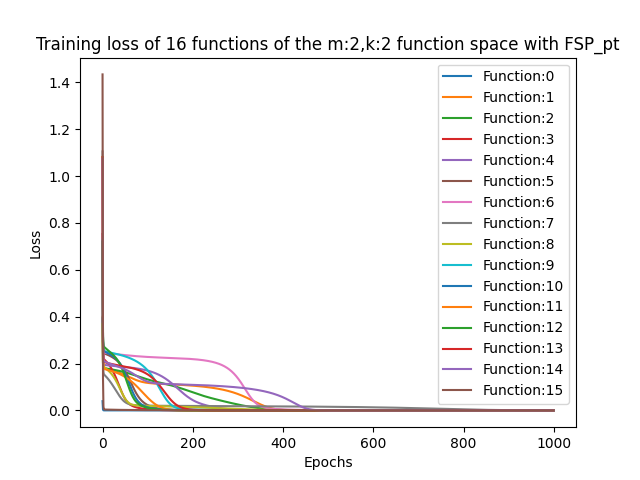 Training loss of 16 functions of the m:2,k:2 function space with FSP_pt
Loss
1.4
1.2
1.0
0.8
0.6
0.4
0.2
0.0
0
200
400
600
800
1000
Epochs
Function:0
Function:1
Function:2
Function:3
Function:4
Function:5
Function:6
Function:7
Function:8
Function:9
Function:10
Function:11
Function:12
Function:13
Function:14
Function:15